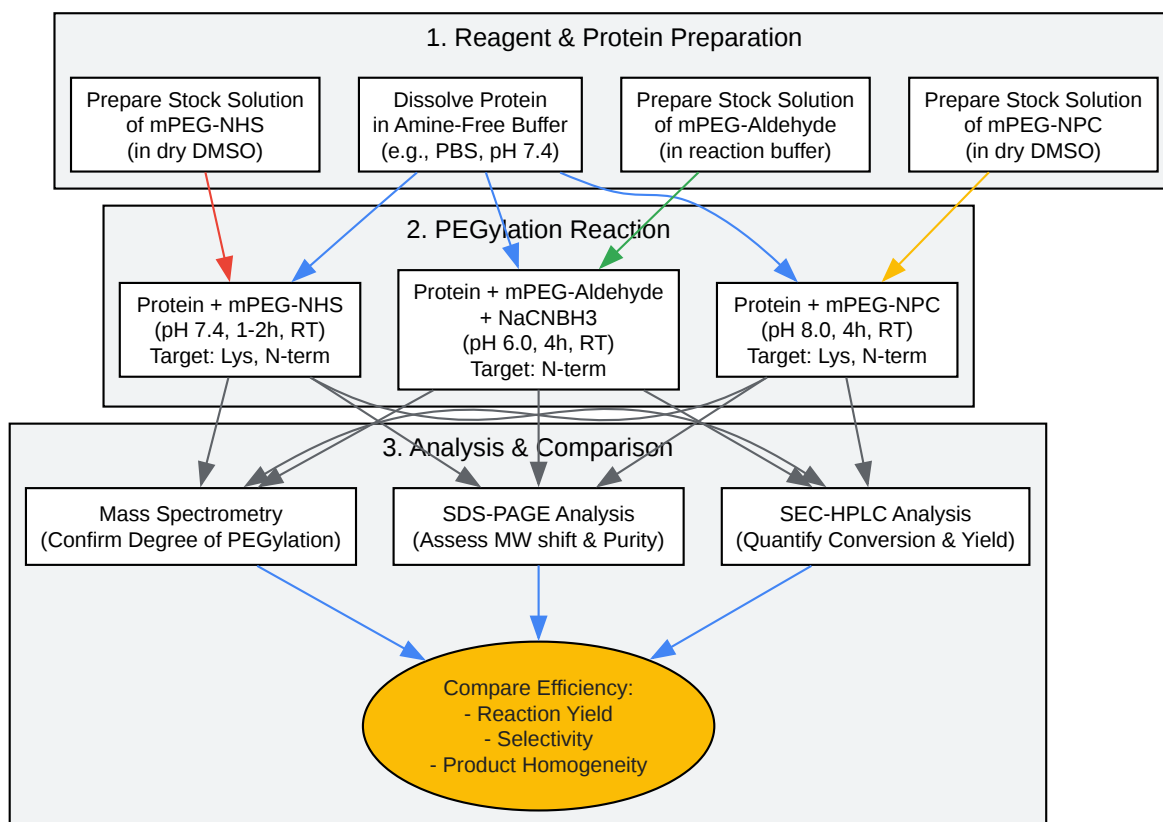 1. Reagent & Protein Preparation
Prepare Stock Solution
of mPEG-NHS
(in dry DMSO)
Dissolve Protein
in Amine-Free Buffer
(e.g., PBS, pH 7.4)
Prepare Stock Solution
of mPEG-Aldehyde
(in reaction buffer)
Prepare Stock Solution
of mPEG-NPC
(in dry DMSO)
2. PEGylation Reaction
Protein + mPEG-NHS
(pH 7.4, 1-2h, RT)
Target: Lys, N-term
Protein + mPEG-Aldehyde
+ NaCNBH3
(pH 6.0, 4h, RT)
Target: N-term
Protein + mPEG-NPC
(pH 8.0, 4h, RT)
Target: Lys, N-term
3. Analysis & Comparison
Mass Spectrometry
(Confirm Degree of PEGylation)
SDS-PAGE Analysis
(Assess MW shift & Purity)
SEC-HPLC Analysis
(Quantify Conversion & Yield)
Compare Efficiency:
- Reaction Yield
- Selectivity
- Product Homogeneity